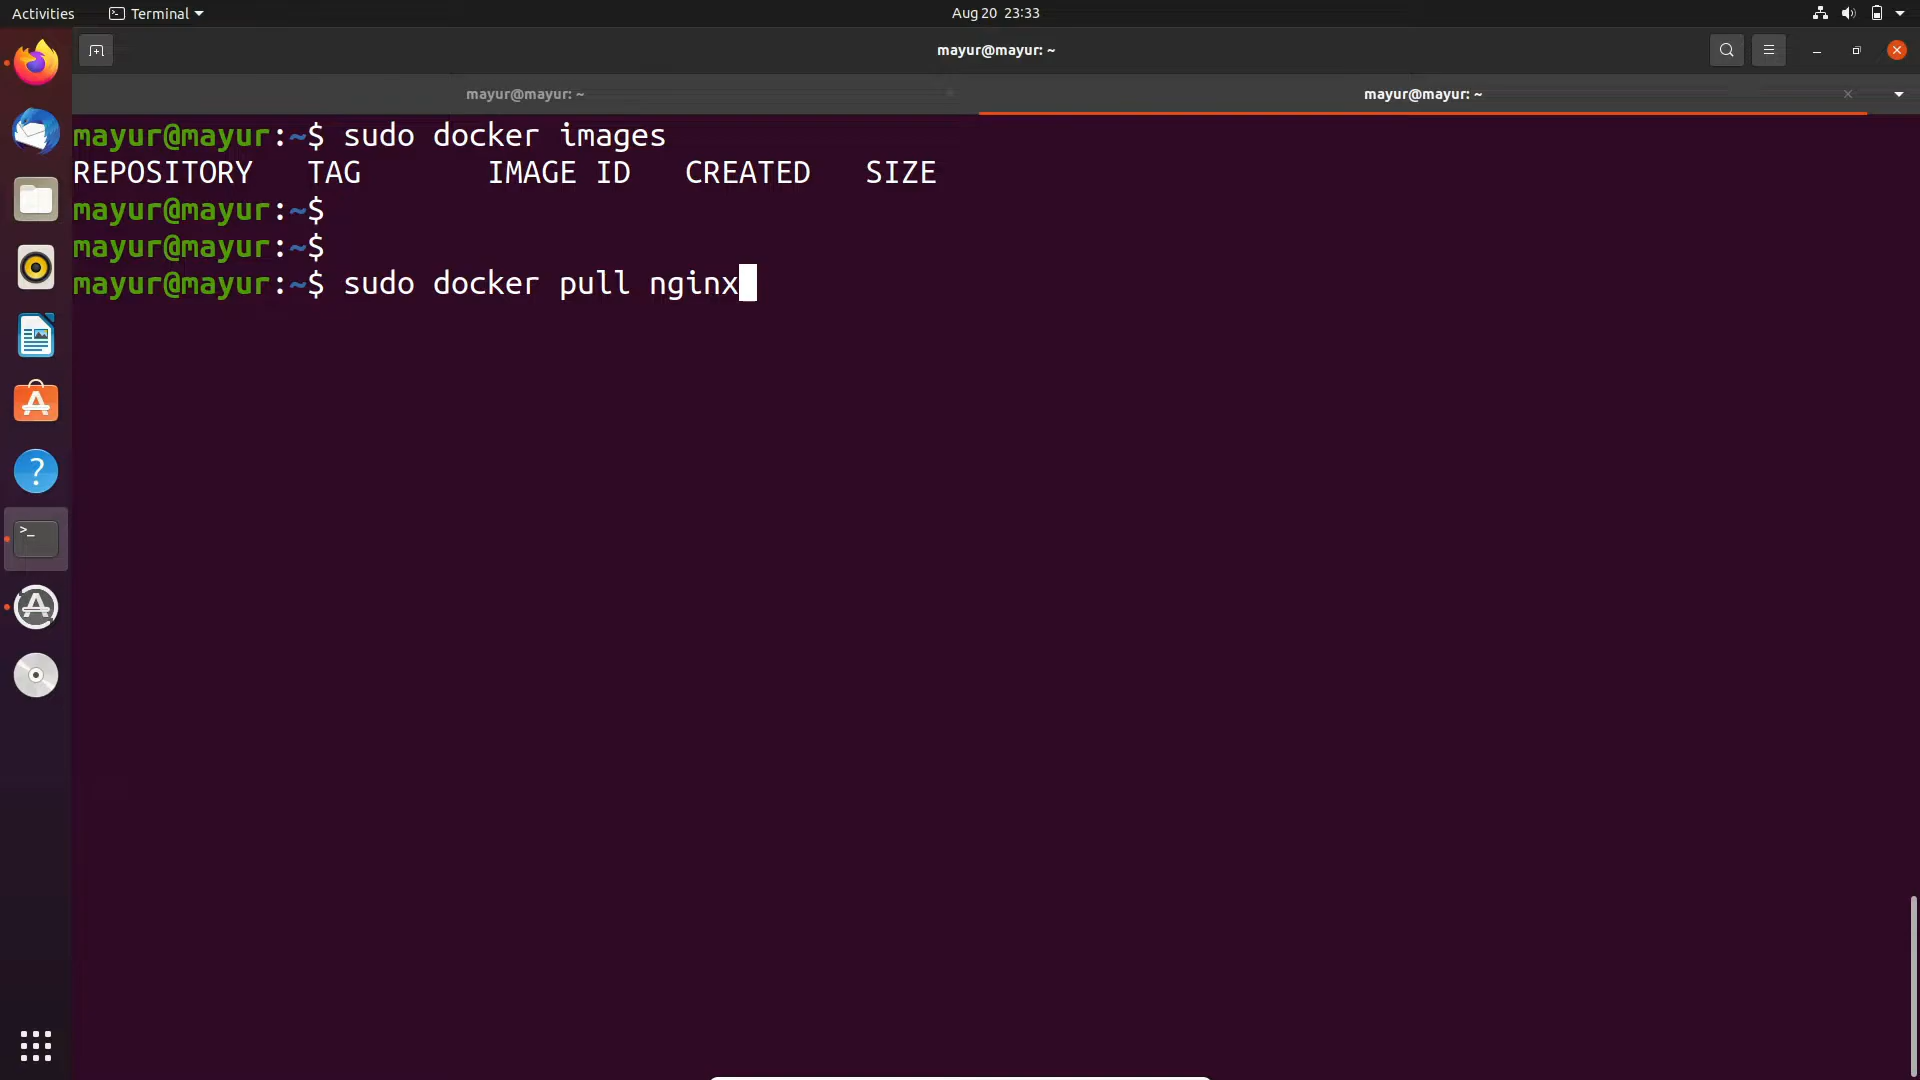 Activities Terminal Aug 20 23:33
mayur@mayur: ~
mayur@mayur: ~ mayur@mayur: ~
mayur@mayur:~$ sudo docker images
REPOSITORY TAG IMAGE ID CREATED SIZE
mayur@mayur:~$
mayur@mayur:~$
mayur@mayur:~$ sudo docker pull nginx